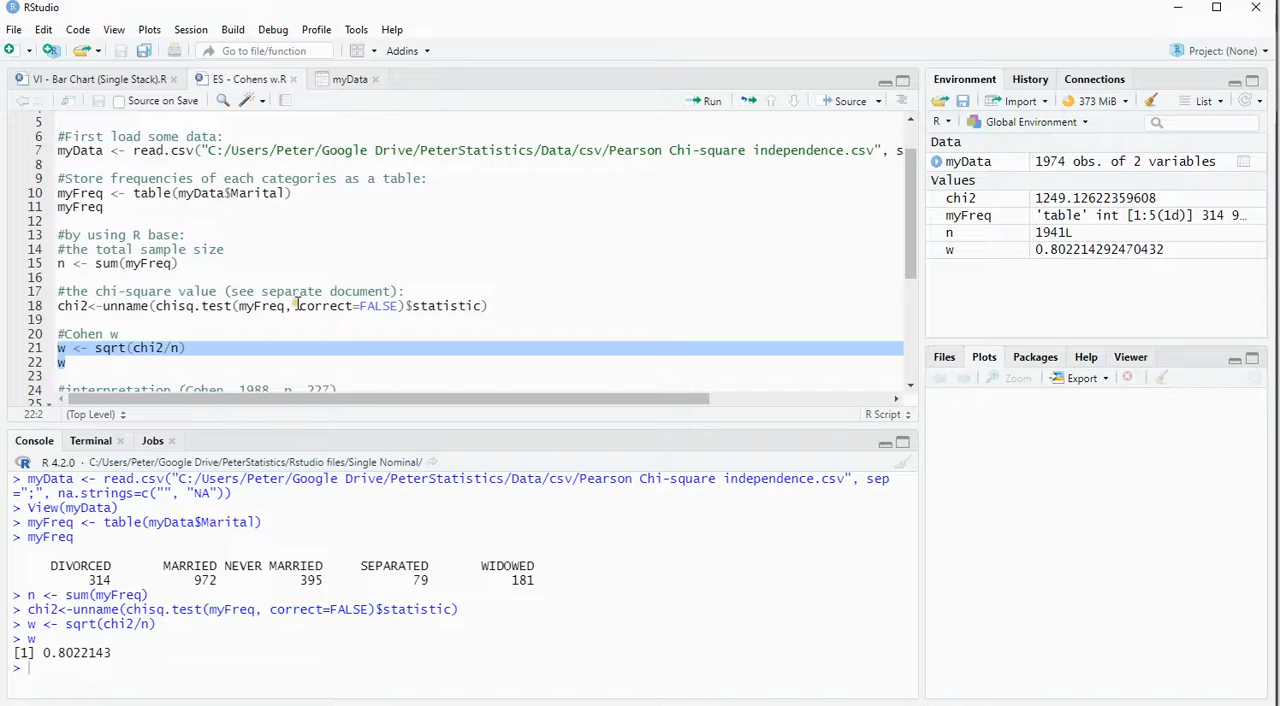 RStudio
File Edit Code View Plots Session Build Debug Profile Tools Help
Go to file/function Addins Project: (None)
VI - Bar Chart (Single Stack).R ES - Cohens w.R myData
Source on Save Run Source
5
6 #First load some data:
7 myData <- read.csv("C:/Users/Peter/Google Drive/PeterStatistics/Data/csv/Pearson Chi-square independence.csv", s
8
9 #Store frequencies of each categories as a table:
10 myFreq <- table(myData$Marital)
11 myFreq
12
13 #by using R base:
14 #the total sample size
15 n <- sum(myFreq)
16
17 #the chi-square value (see separate document):
18 chi2<-unname(chisq.test(myFreq, correct=FALSE)$statistic)
19
20 #Cohen w
21 w <- sqrt(chi2/n)
22 w
23
24 #interpretation (Cohen, 1988, p. 227)
25
22:2 (Top Level) R Script
Console Terminal Jobs
R 4.2.0 · C:/Users/Peter/Google Drive/PeterStatistics/Rstudio files/Single Nominal/
> myData <- read.csv("C:/Users/Peter/Google Drive/PeterStatistics/Data/csv/Pearson Chi-square independence.csv", sep
=";", na.strings=c("", "NA"))
> View(myData)
> myFreq <- table(myData$Marital)
> myFreq
DIVORCED MARRIED NEVER MARRIED SEPARATED WIDOWED
314 972 395 79 181
> n <- sum(myFreq)
> chi2<-unname(chisq.test(myFreq, correct=FALSE)$statistic)
> w <- sqrt(chi2/n)
> w
[1] 0.8022143
>
Environment History Connections
Import 373 MiB List
R Global Environment
Data
myData 1974 obs. of 2 variables
Values
chi2 1249.12622359608
myFreq 'table' int [1:5(1d)] 314 9…
n 1941L
w 0.802214292470432
Files Plots Packages Help Viewer
Zoom Export